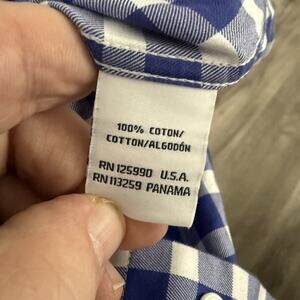 100% COTON/
COTTON/ALGODÓN
RN 125990 U.S.A.
RN 113259 PANAMA